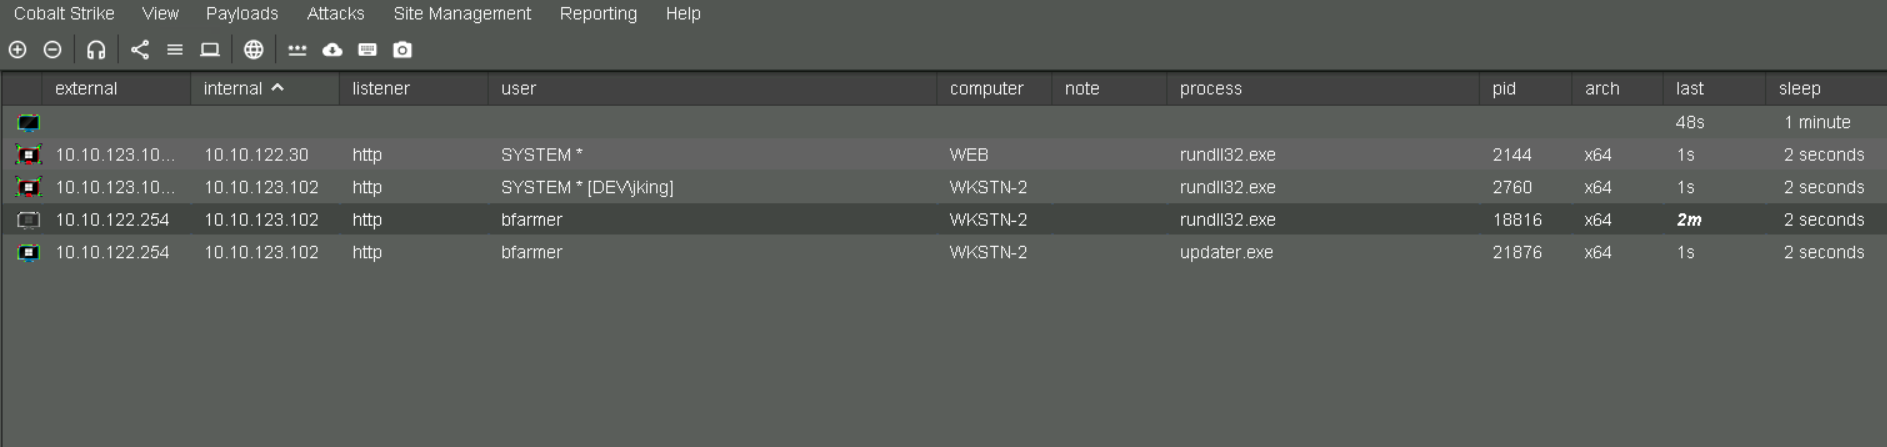 Cobalt Strike View Payloads Attacks Site Management Reporting Help
external internal listener user computer note process pid arch last sleep
48s 1 minute
10.10.123.10... 10.10.122.30 http SYSTEM * WEB rundll32.exe 2144 x64 1s 2 seconds
10.10.123.10... 10.10.123.102 http SYSTEM * [DEV\jking] WKSTN-2 rundll32.exe 2760 x64 1s 2 seconds
10.10.122.254 10.10.123.102 http bfarmer WKSTN-2 rundll32.exe 18816 x64 2m 2 seconds
10.10.122.254 10.10.123.102 http bfarmer WKSTN-2 updater.exe 21876 x64 1s 2 seconds